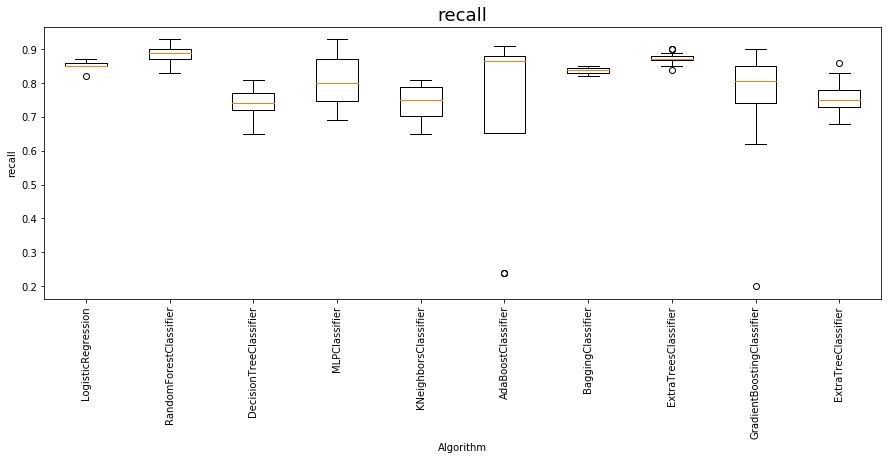 recall
recall
0.9
0.8
0.7
0.6
0.5
0.4
0.3
0.2
LogisticRegression
RandomForestClassifier
DecisionTreeClassifier
MLPClassifier
KNeighborsClassifier
AdaBoostClassifier
BaggingClassifier
ExtraTreesClassifier
GradientBoostingClassifier
ExtraTreeClassifier
Algorithm